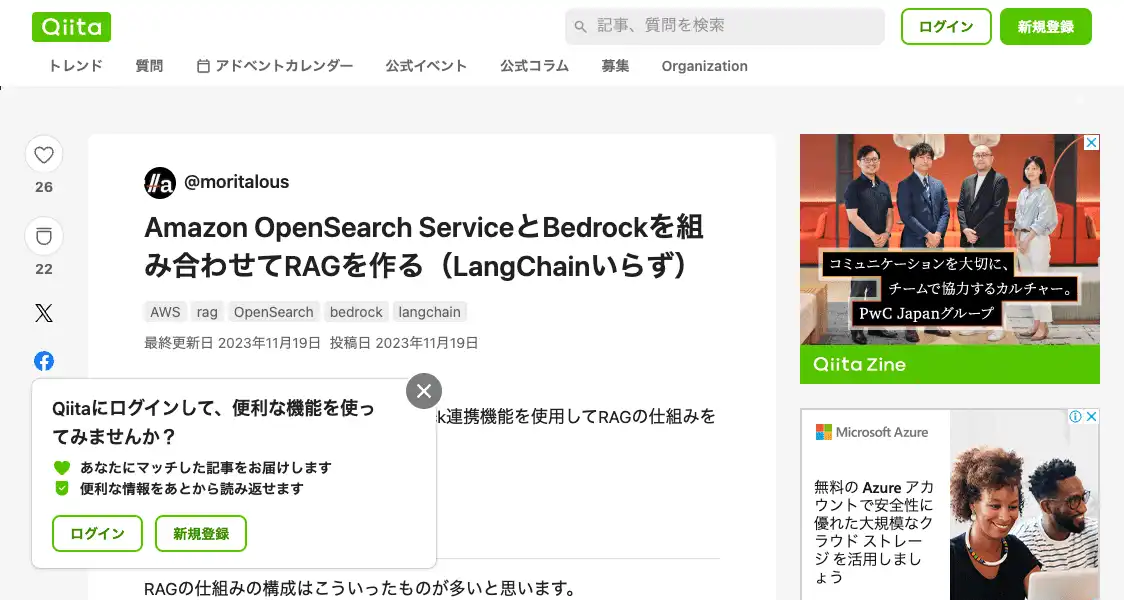 Qiita
記事、質問を検索
ログイン
新規登録
トレンド
質問
アドベントカレンダー
公式イベント
公式コラム
募集
Organization
26
22
@moritalous
Amazon OpenSearch ServiceとBedrockを組
み合わせてRAGを作る（LangChainいらず）
AWS
rag
OpenSearch
bedrock
langchain
最終更新日 2023年11月19日 投稿日 2023年11月19日
k連携機能を使用してRAGの仕組みを
Qiitaにログインして、便利な機能を使っ
てみませんか？
あなたにマッチした記事をお届けします
便利な情報をあとから読み返せます
ログイン
新規登録
RAGの仕組みの構成はこういったものが多いと思います。
コミュニケーションを大切に、
チームで協力するカルチャー。
PwC Japanグループ
Qiita Zine
Microsoft Azure
無料の Azure アカ
ウントで安全性に
優れた大規模なク
ラウド ストレー
ジ を活用しまし
ょう